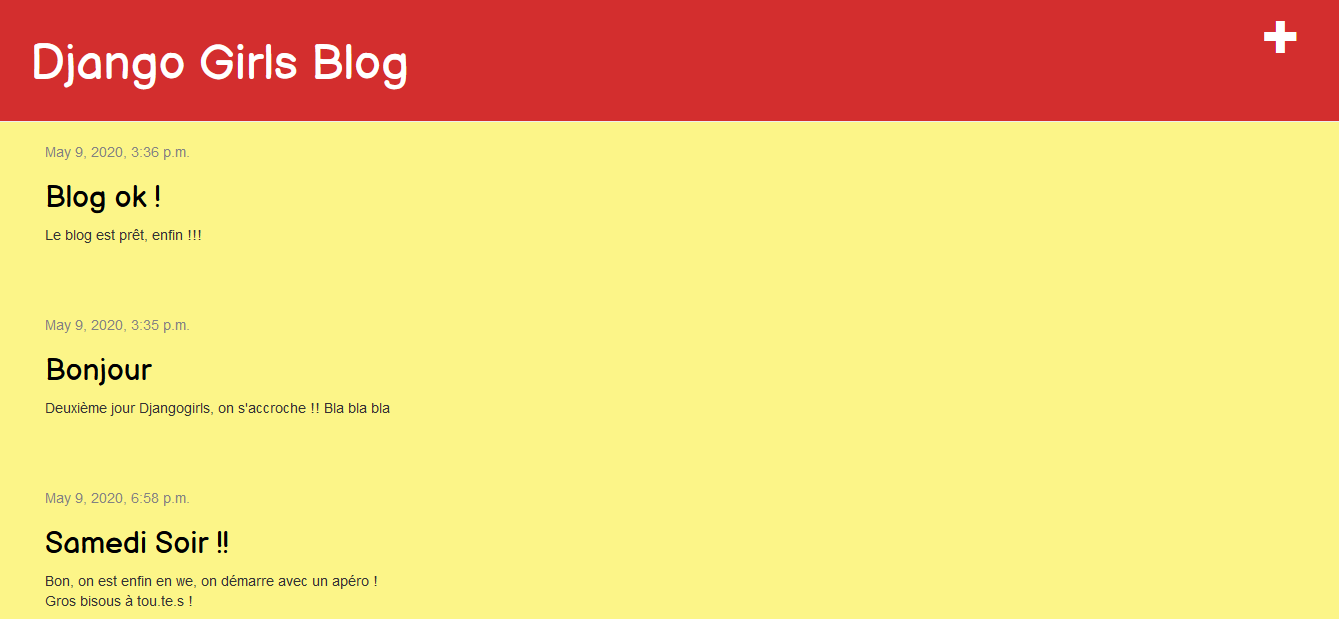 Django Girls Blog
May 9, 2020, 3:36 p.m.
Blog ok !
Le blog est prêt, enfin !!!
May 9, 2020, 3:35 p.m.
Bonjour
Deuxième jour Djangogirls, on s'accroche !! Bla bla bla
May 9, 2020, 6:58 p.m.
Samedi Soir !!
Bon, on est enfin en we, on démarre avec un apéro !
Gros bisous à tou.te.s !